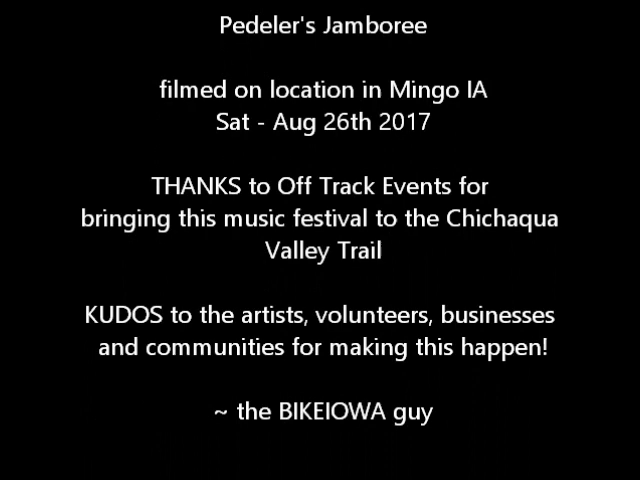 Pedeler's Jamboree
filmed on location in Mingo IA
Sat - Aug 26th 2017
THANKS to Off Track Events for
bringing this music festival to the Chichaqua
Valley Trail
KUDOS to the artists, volunteers, businesses
and communities for making this happen!
~ the BIKEIOWA guy